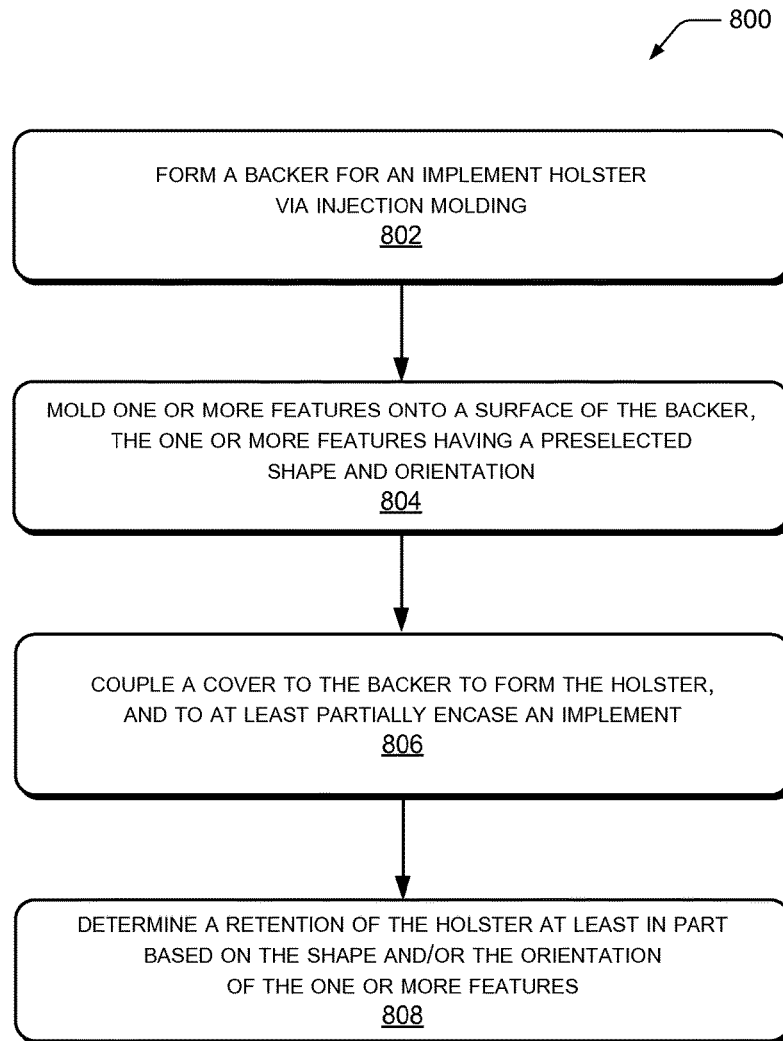 800
FORM A BACKER FOR AN IMPLEMENT HOLSTER
VIA INJECTION MOLDING
802
MOLD ONE OR MORE FEATURES ONTO A SURFACE OF THE BACKER,
THE ONE OR MORE FEATURES HAVING A PRESELECTED
SHAPE AND ORIENTATION
804
COUPLE A COVER TO THE BACKER TO FORM THE HOLSTER,
AND TO AT LEAST PARTIALLY ENCASE AN IMPLEMENT
806
DETERMINE A RETENTION OF THE HOLSTER AT LEAST IN PART
BASED ON THE SHAPE AND/OR THE ORIENTATION
OF THE ONE OR MORE FEATURES
808